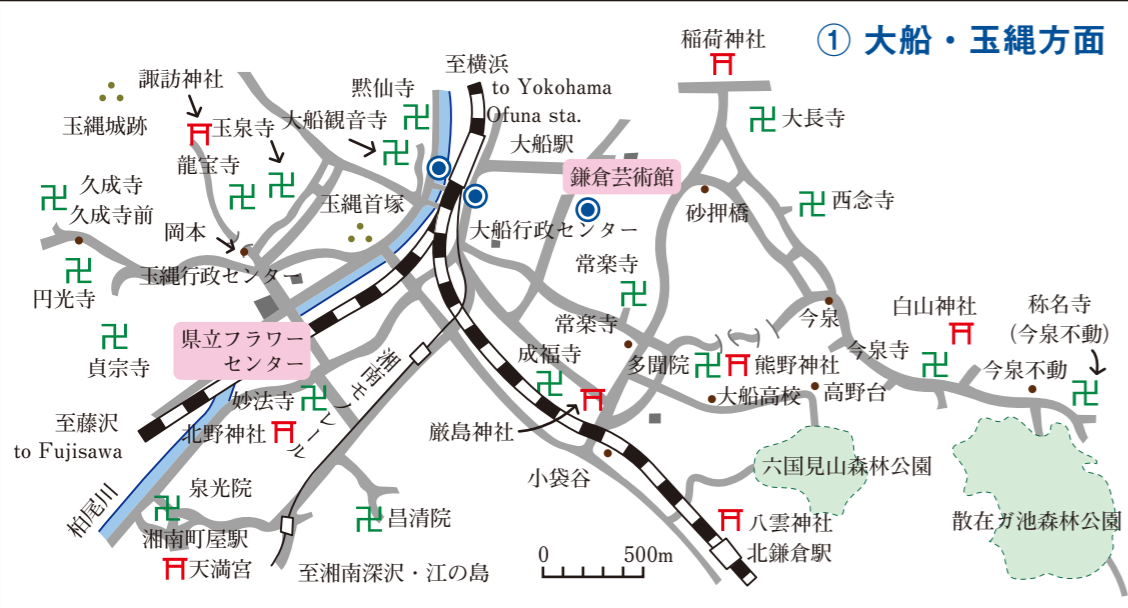 ① 大船・玉縄方面
稲荷神社
至横浜
to Yokohama
Ofuna sta.
大船駅
諏訪神社
黙仙寺
玉縄城跡
玉泉寺
大船観音寺
大長寺
龍宝寺
鎌倉芸術館
久成寺
久成寺前
玉縄首塚
砂押橋
西念寺
岡本
大船行政センター
玉縄行政センター
常楽寺
円光寺
白山神社
称名寺
(今泉不動)
今泉
常楽寺
県立フラワー
センター
貞宗寺
湘南モノレール
成福寺
多聞院
熊野神社
今泉寺
今泉不動
大船高校
高野台
妙法寺
至藤沢
to Fujisawa
北野神社
厳島神社
小袋谷
六国見山森林公園
柏尾川
泉光院
昌清院
八雲神社
散在ガ池森林公園
湘南町屋駅
北鎌倉駅
天満宮
至湘南深沢・江の島
0
500m